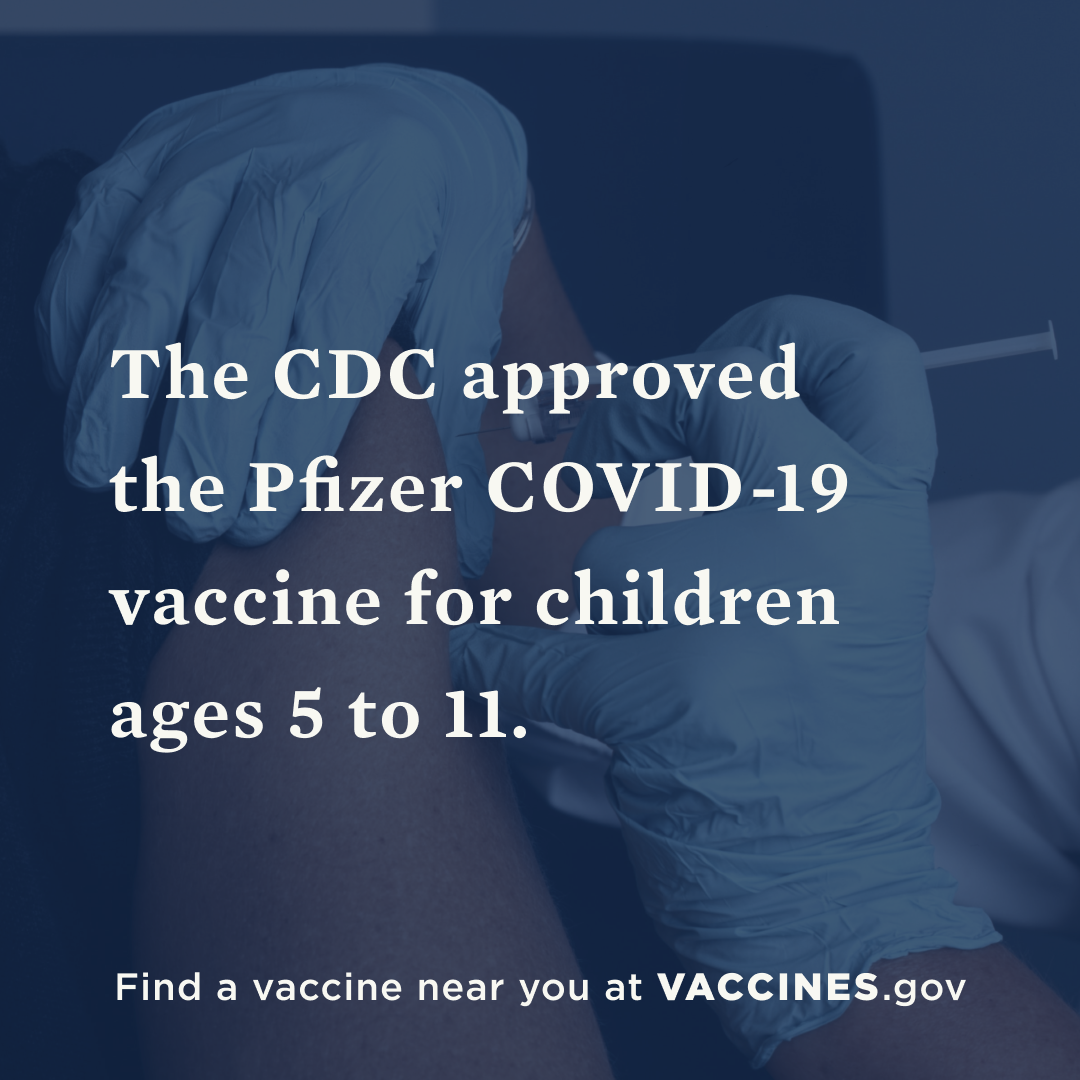 The CDC approved
the Pfizer COVID-19
vaccine for children
ages 5 to 11.
Find a vaccine near you at VACCINES.gov